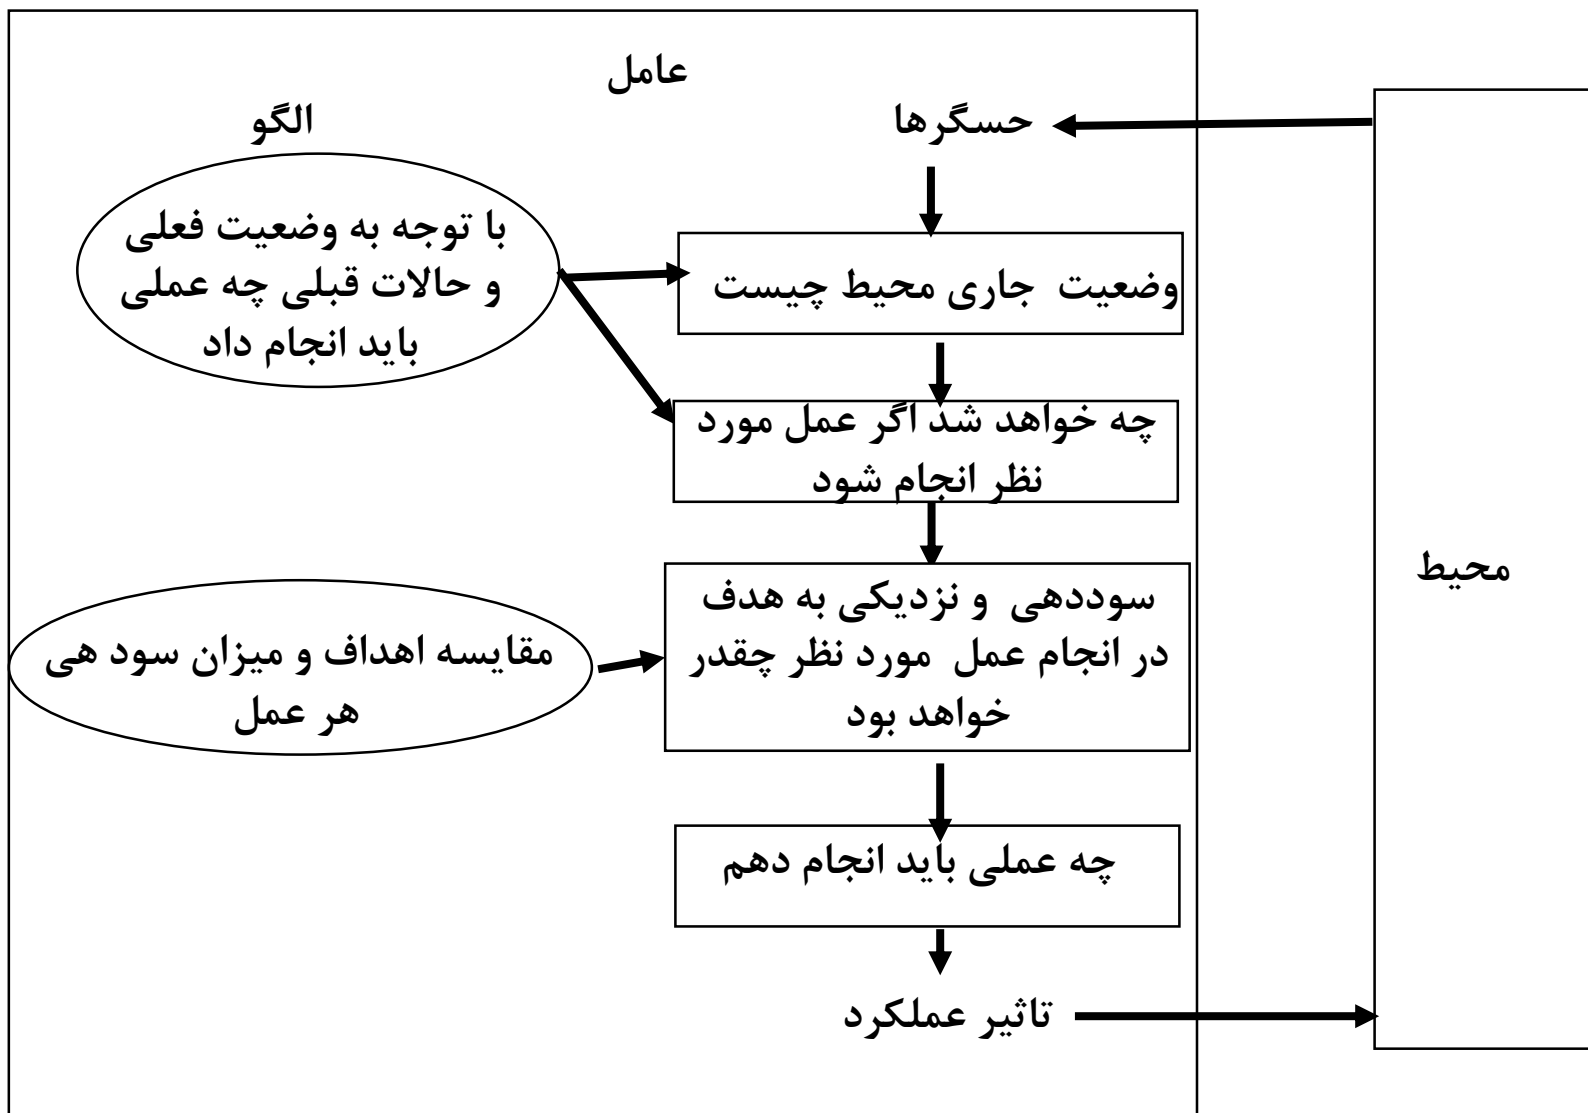 عامل
الگو
حسگرها
با توجه به وضعیت فعلی
و حالات قبلی چه عملی
باید انجام داد
وضعیت جاری محیط چیست
چه خواهد شد اگر عمل مورد
نظر انجام شود
محیط
سوددهی و نزدیکی به هدف
در انجام عمل مورد نظر چقدر
خواهد بود
مقایسه اهداف و میزان سود هی
هر عمل
چه عملی باید انجام دهم
تاثیر عملکرد